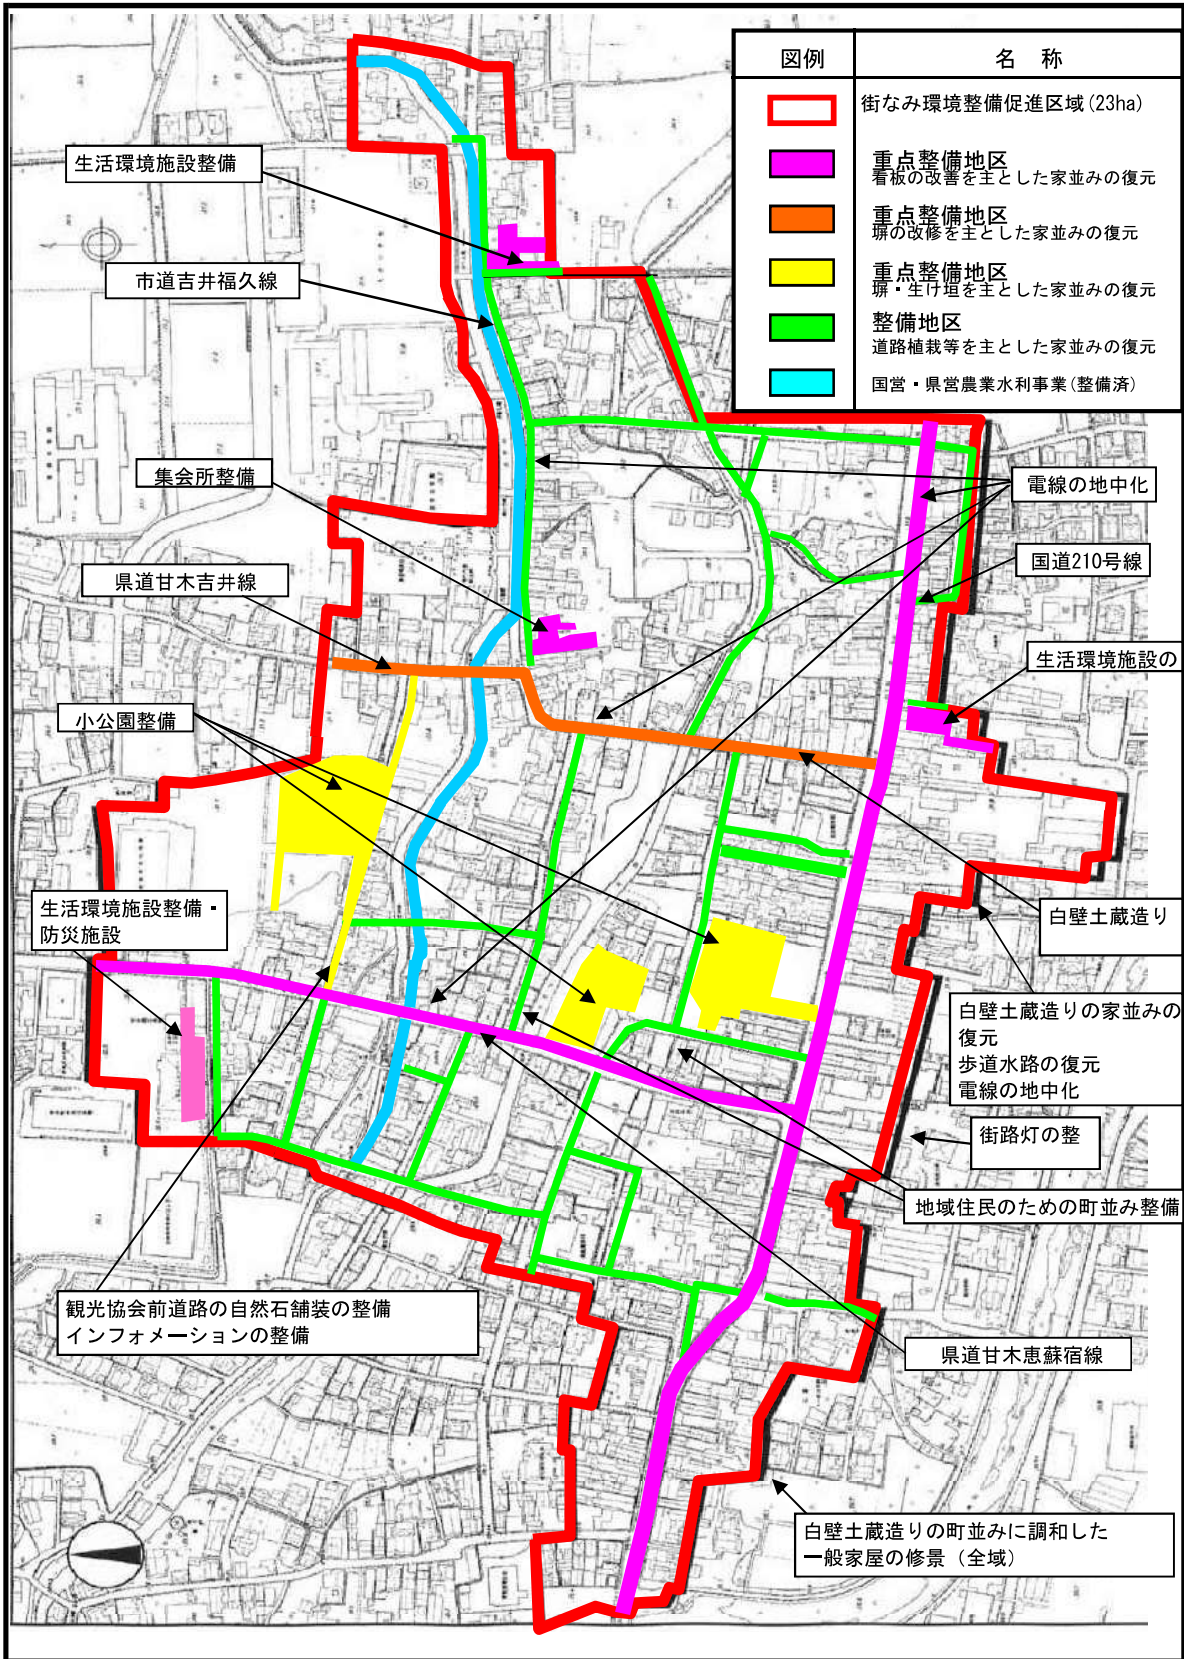 図例
名　称
街なみ環境整備促進区域(23ha)
重点整備地区
看板の改善を主とした家並みの復元
重点整備地区
塀の改修を主とした家並みの復元
重点整備地区
塀・生け垣を主とした家並みの復元
整備地区
道路植栽等を主とした家並みの復元
国営・県営農業水利事業(整備済)
生活環境施設整備
市道吉井福久線
集会所整備
電線の地中化
国道210号線
県道甘木吉井線
生活環境施設の
小公園整備
生活環境施設整備・
防災施設
白壁土蔵造り
白壁土蔵造りの家並みの
復元
歩道水路の復元
電線の地中化
街路灯の整
地域住民のための町並み整備
観光協会前道路の自然石舗装の整備
インフォメーションの整備
県道甘木恵蘇宿線
白壁土蔵造りの町並みに調和した
一般家屋の修景（全域）